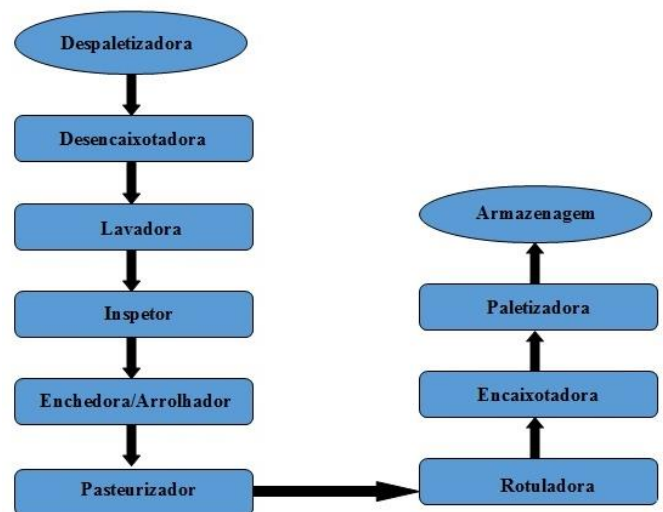 Despaletizadora
Desencaixotadora
Lavadora
Inspetor
Enchedora/Arrolhador
Pasteurizador
Rotuladora
Encaixotadora
Paletizadora
Armazenagem